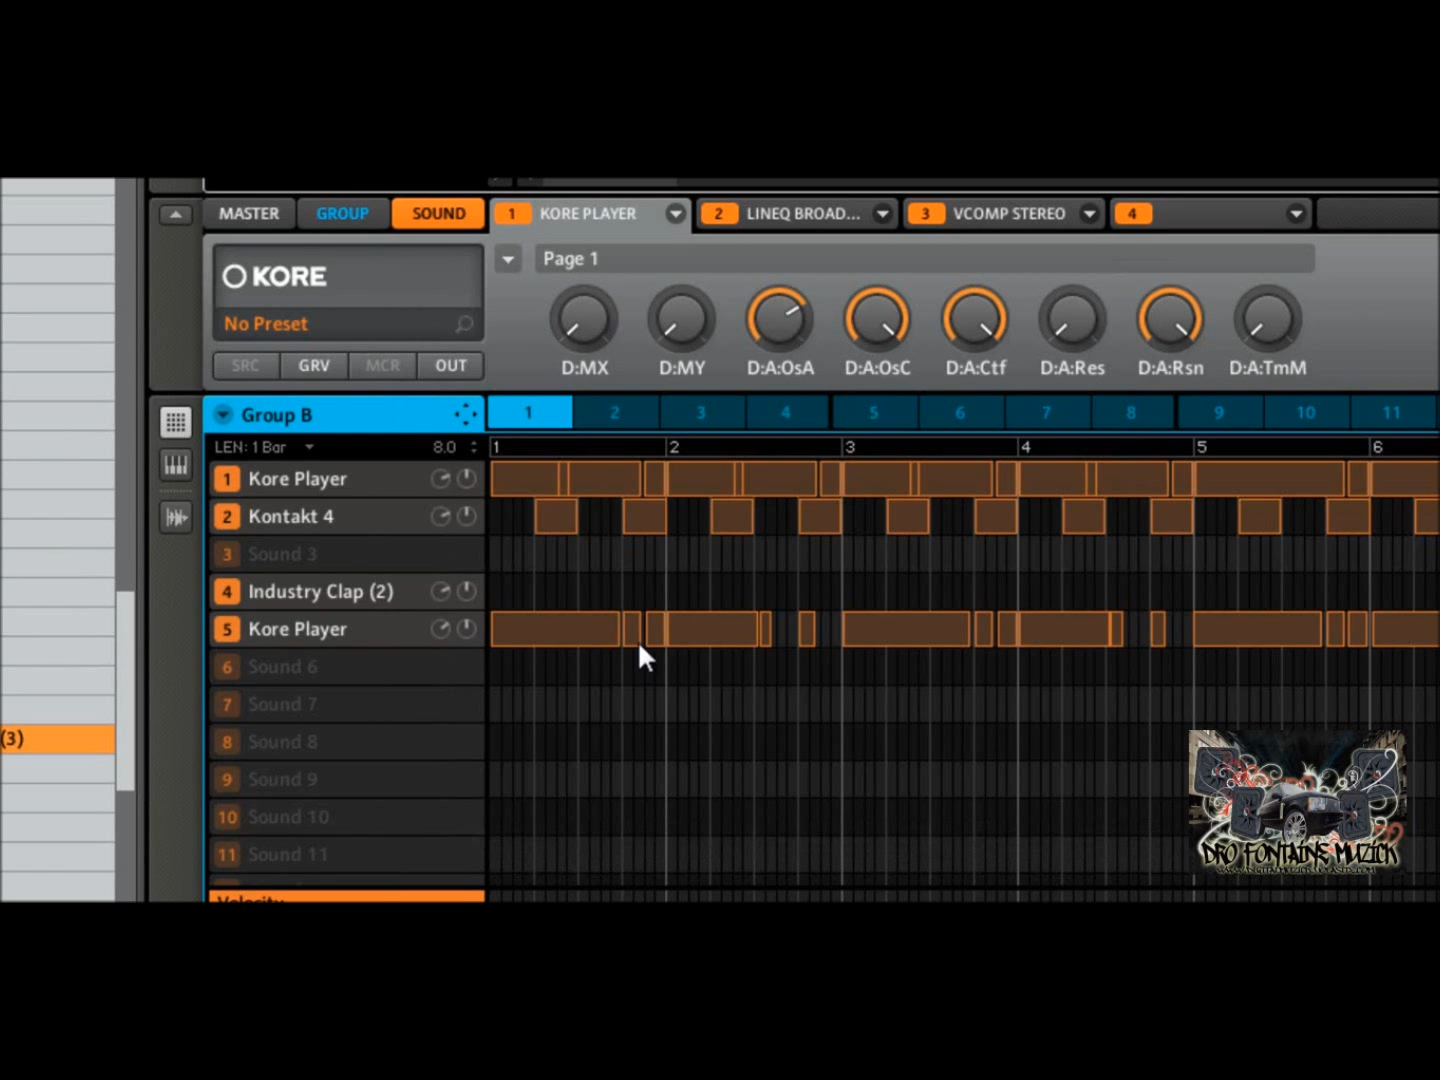 MASTER GROUP SOUND 1 KORE PLAYER 2 LINEQ BROAD... 3 VCOMP STEREO 4
KORE
Page 1
No Preset
D:MX D:MY D:A:OsA D:A:OsC D:A:Ctf D:A:Res D:A:Rsn D:A:TmM
SRC GRV MCR OUT
Group B 1 2 3 4 5 6 7 8 9 10 11
LEN: 1 Bar 8.0 1 2 3 4 5 6
1 Kore Player
2 Kontakt 4
3 Sound 3
4 Industry Clap (2)
5 Kore Player
6 Sound 6
7 Sound 7
(3)
8 Sound 8
9 Sound 9
10 Sound 10
11 Sound 11
DRO FONTAINE MUZICK
Velocity